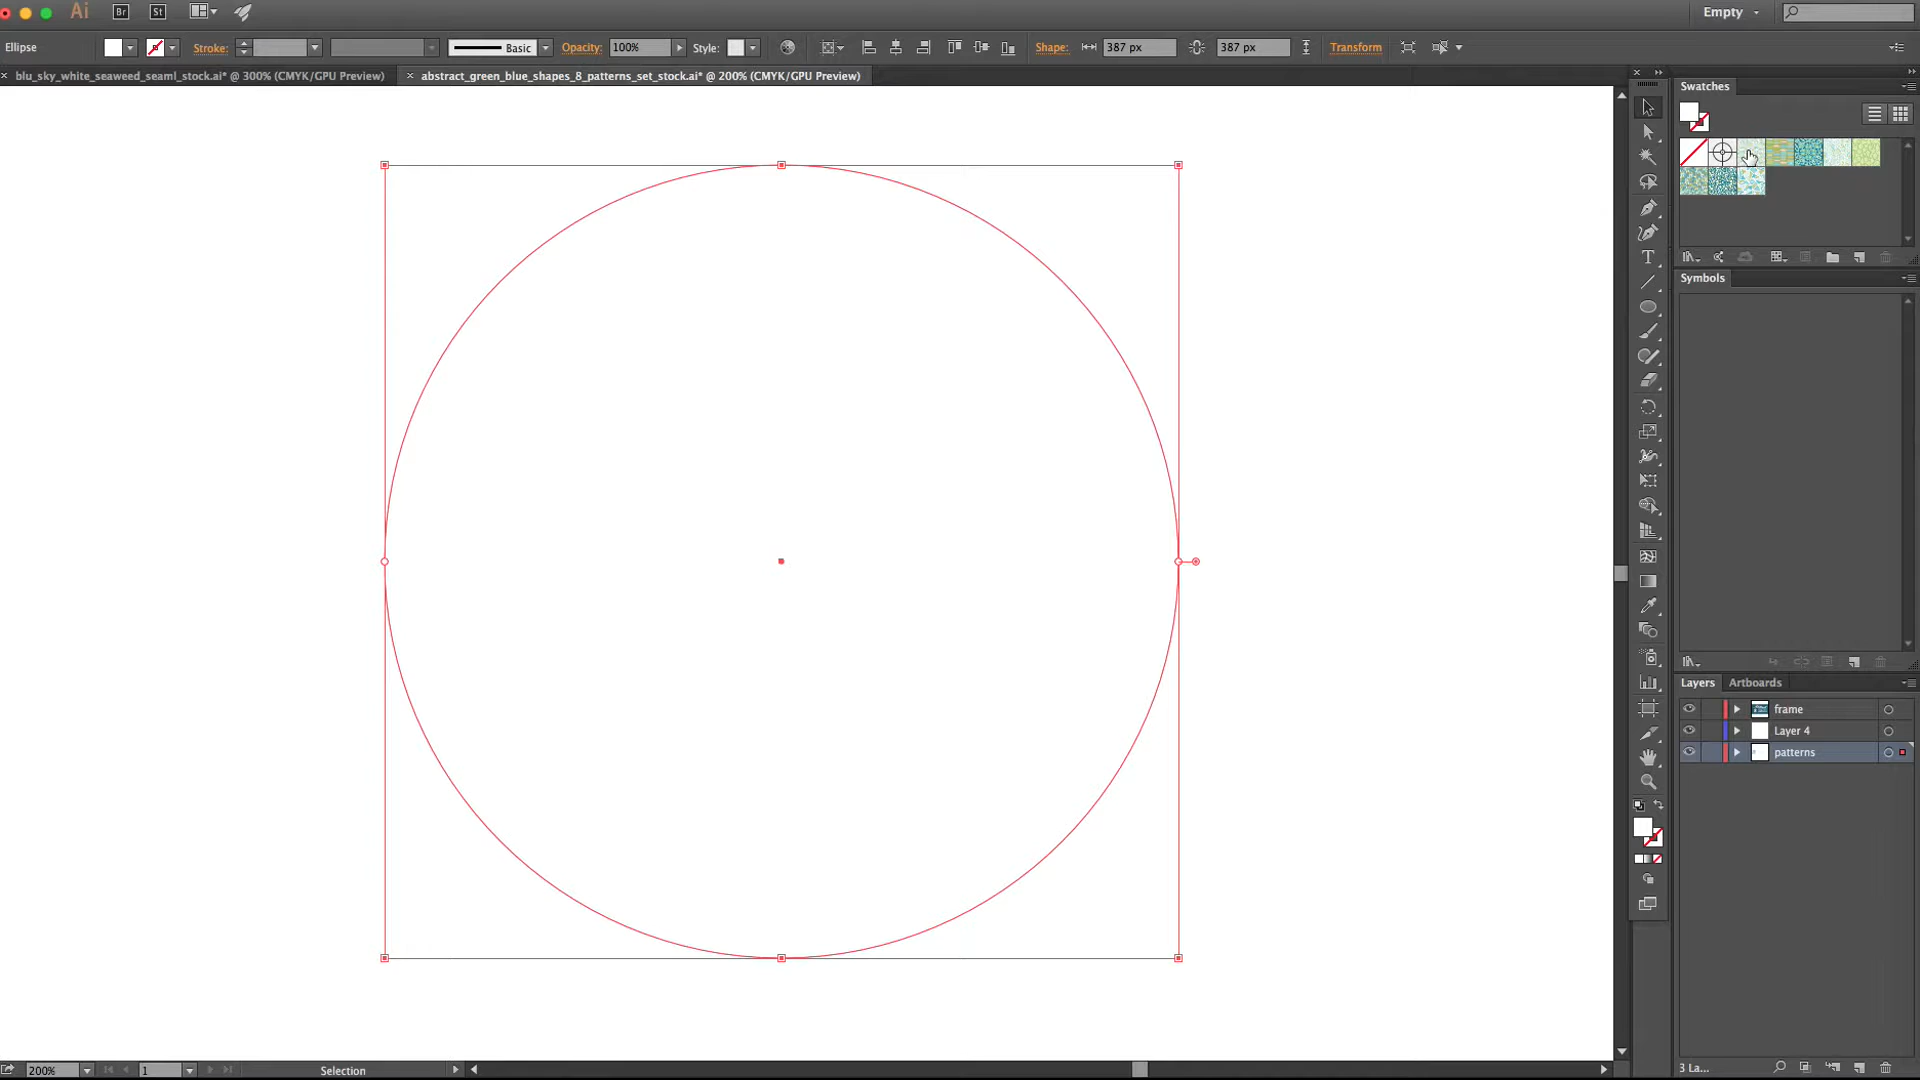 Ai Br St Empty
Ellipse Stroke: Basic Opacity: 100% Style: Shape: 387 px 387 px Transform
blu_sky_white_seaweed_seaml_stock.ai* @ 300% (CMYK/GPU Preview) abstract_green_blue_shapes_8_patterns_set_stock.ai* @ 200% (CMYK/GPU Preview)
Swatches
T
Symbols
Layers Artboards
frame
Layer 4
patterns
200% 1 Selection 3 La...